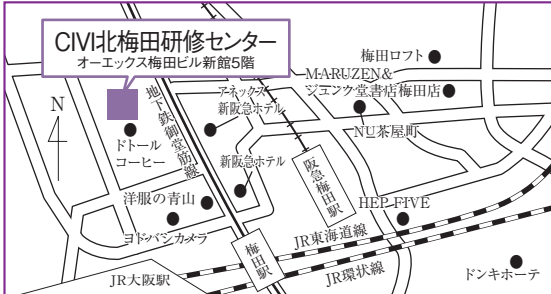 CIVI北梅田研修センター
オーエックス梅田ビル新館5階
N
ドトール
コーヒー
地下鉄御堂筋線
アネックス
新阪急ホテル
新阪急ホテル
洋服の青山
ヨドバシカメラ
梅田駅
阪急梅田駅
梅田ロフト
MARUZEN&
ジュンク堂書店梅田店
NU茶屋町
HEP FIVE
JR東海道線
JR環状線
JR大阪駅
ドンキホーテ